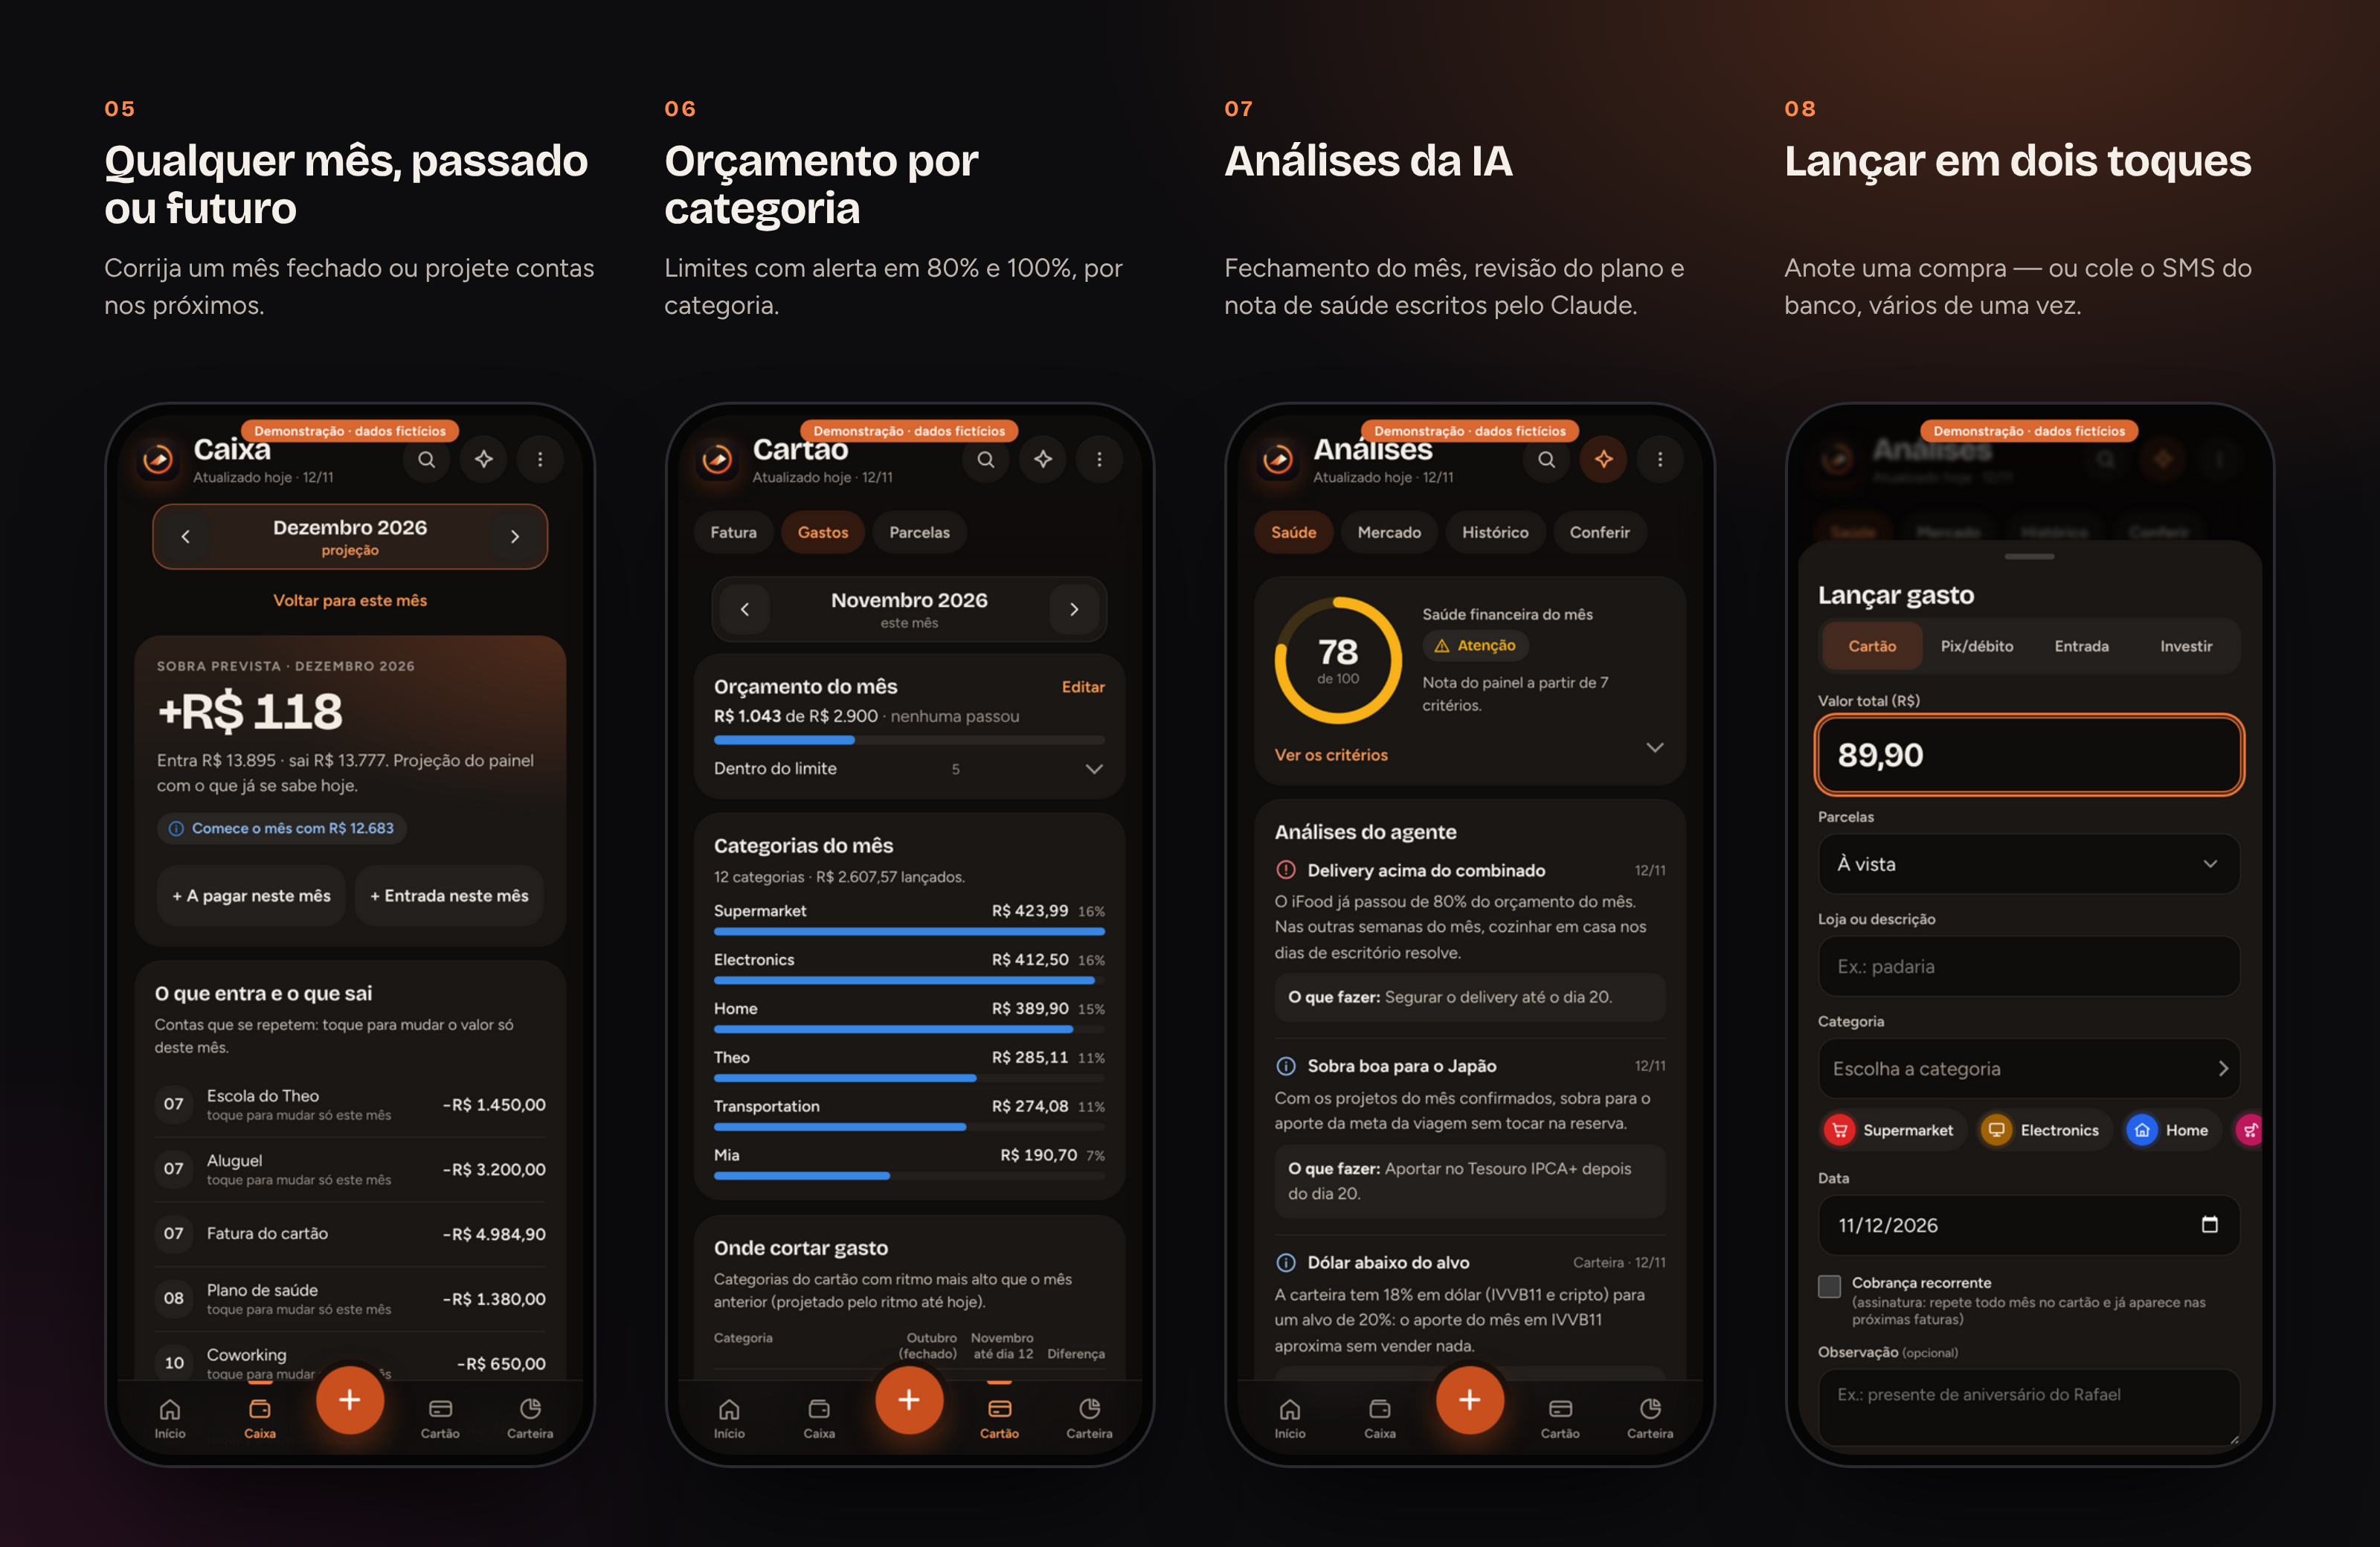 05
Qualquer mês, passado
ou futuro
Corrija um mês fechado ou projete contas
nos próximos.
06
Orçamento por
categoria
Limites com alerta em 80% e 100%, por
categoria.
07
Análises da IA
Fechamento do mês, revisão do plano e
nota de saúde escritos pelo Claude.
08
Lançar em dois toques
Anote uma compra — ou cole o SMS do
banco, vários de uma vez.
Demonstração · dados fictícios
Caixa
Atualizado hoje · 12/11
Dezembro 2026
projeção
Voltar para este mês
SOBRA PREVISTA · DEZEMBRO 2026
+R$ 118
Entra R$ 13.895 · sai R$ 13.777. Projeção do painel
com o que já se sabe hoje.
Comece o mês com R$ 12.683
+ A pagar neste mês
+ Entrada neste mês
O que entra e o que sai
Contas que se repetem: toque para mudar o valor só
deste mês.
07 Escola do Theo −R$ 1.450,00
toque para mudar só este mês
07 Aluguel −R$ 3.200,00
toque para mudar só este mês
07 Fatura do cartão −R$ 4.984,90
08 Plano de saúde −R$ 1.380,00
toque para mudar só este mês
10 Coworking −R$ 650,00
toque para mudar
Início Caixa + Cartão Carteira
Demonstração · dados fictícios
Cartão
Atualizado hoje · 12/11
Fatura Gastos Parcelas
Novembro 2026
este mês
Orçamento do mês Editar
R$ 1.043 de R$ 2.900 · nenhuma passou
Dentro do limite 5
Categorias do mês
12 categorias · R$ 2.607,57 lançados.
Supermarket R$ 423,99 16%
Electronics R$ 412,50 16%
Home R$ 389,90 15%
Theo R$ 285,11 11%
Transportation R$ 274,08 11%
Mia R$ 190,70 7%
Onde cortar gasto
Categorias do cartão com ritmo mais alto que o mês
anterior (projetado pelo ritmo até hoje).
Categoria Outubro (fechado) Novembro até dia 12 Diferença
Início Caixa + Cartão Carteira
Demonstração · dados fictícios
Análises
Atualizado hoje · 12/11
Saúde Mercado Histórico Conferir
78
de 100
Saúde financeira do mês
Atenção
Nota do painel a partir de 7
critérios.
Ver os critérios
Análises do agente
Delivery acima do combinado 12/11
O iFood já passou de 80% do orçamento do mês.
Nas outras semanas do mês, cozinhar em casa nos
dias de escritório resolve.
O que fazer: Segurar o delivery até o dia 20.
Sobra boa para o Japão 12/11
Com os projetos do mês confirmados, sobra para o
aporte da meta da viagem sem tocar na reserva.
O que fazer: Aportar no Tesouro IPCA+ depois
do dia 20.
Dólar abaixo do alvo Carteira · 12/11
A carteira tem 18% em dólar (IVVB11 e cripto) para
um alvo de 20%: o aporte do mês em IVVB11
aproxima sem vender nada.
Início Caixa + Cartão Carteira
Demonstração · dados fictícios
Análises
Atualizado hoje · 12/11
Saúde Mercado Histórico Conferir
Lançar gasto
Cartão Pix/débito Entrada Investir
Valor total (R$)
89,90
Parcelas
À vista
Loja ou descrição
Ex.: padaria
Categoria
Escolha a categoria
Supermarket Electronics Home
Data
11/12/2026
Cobrança recorrente
(assinatura: repete todo mês no cartão e já aparece nas
próximas faturas)
Observação (opcional)
Ex.: presente de aniversário do Rafael